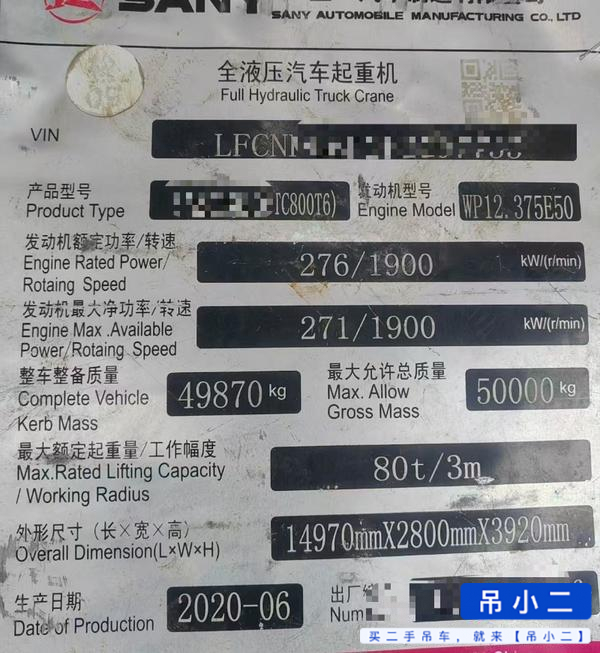 SANY
SANY AUTOMOBILE MANUFACTURING CO., LTD
全液压汽车起重机
Full Hydraulic Truck Crane
VIN
LFCN
产品型号
Product Type
TC800T6)
发动机型号
Engine Model
WP12.375E50
发动机额定功率/转速
Engine Rated Power/
Rotaing Speed
276/1900 kW/(r/min)
发动机最大净功率/转速
Engine Max .Available
Power/Rotaing Speed
271/1900 kW/(r/min)
整车整备质量
Complete Vehicle
Kerb Mass
49870 kg
最大允许总质量
Max. Allow
Gross Mass
50000 kg
最大额定起重量/工作幅度
Max.Rated Lifting Capacity
/ Working Radius
80t/3m
外形尺寸（长×宽×高）
Overall Dimension(L×W×H)
14970mmX2800mmX3920mm
生产日期
Date of Production
2020-06
出厂编
Num
吊小二
买二手吊车，就来【吊小二】